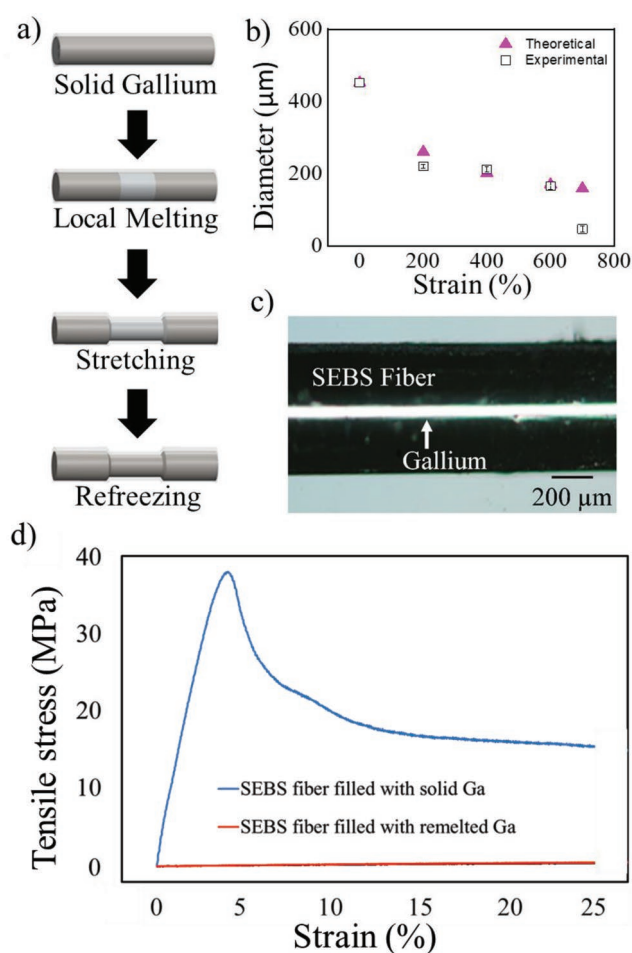 a)
Solid Gallium
Local Melting
Stretching
Refreezing
b)
Theoretical
Experimental
Diameter (μm)
600
400
200
0
0 200 400 600 800
Strain (%)
c)
SEBS Fiber
Gallium
200 μm
d)
Tensile stress (MPa)
40
30
20
10
0
SEBS fiber filled with solid Ga
SEBS fiber filled with remelted Ga
0 5 10 15 20 25
Strain (%)